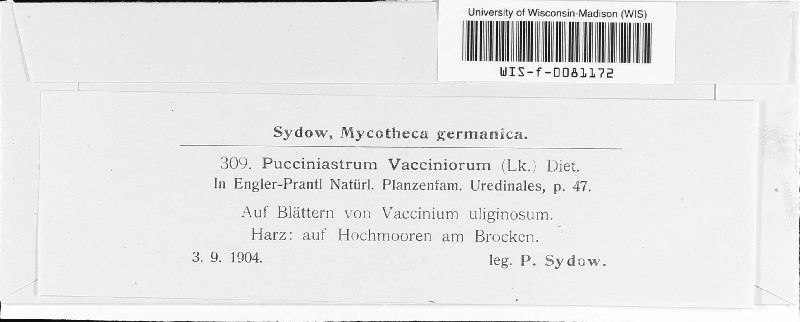 University of Wisconsin-Madison (WIS)
WIS-f-0081172
Sydow, Mycotheca germanica.
309. Pucciniastrum Vacciniorum (Lk.) Diet.
In Engler-Prantl Natürl. Planzenfam. Uredinales, p. 47.
Auf Blättern von Vaccinium uliginosum.
Harz: auf Hochmooren am Brocken.
3. 9. 1904. leg. P. Sydow.